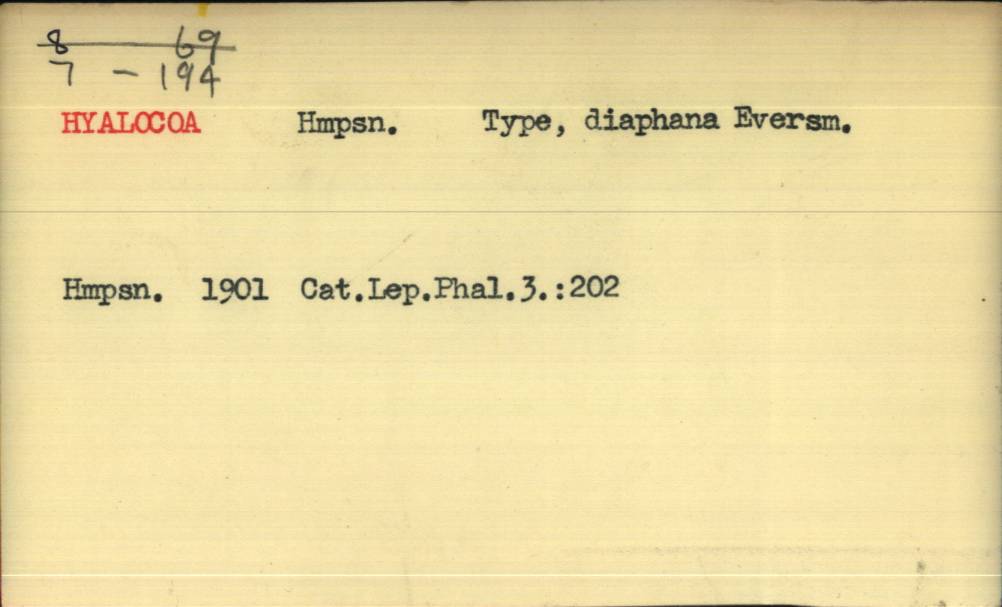 8 69
7 - 194
HYALOCOA Hmpsn. Type, diaphana Eversm.
Hmpsn. 1901 Cat.Lep.Phal.3.:202